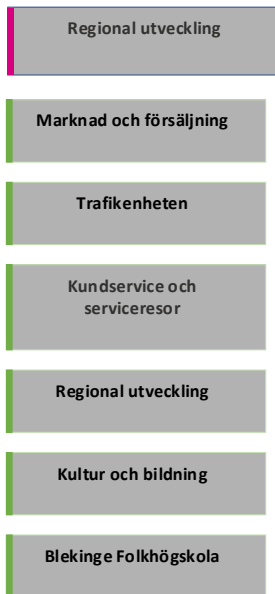 Regional utveckling
Marknad och försäljning
Trafikenheten
Kundservice och
serviceresor
Regional utveckling
Kultur och bildning
Blekinge Folkhögskola